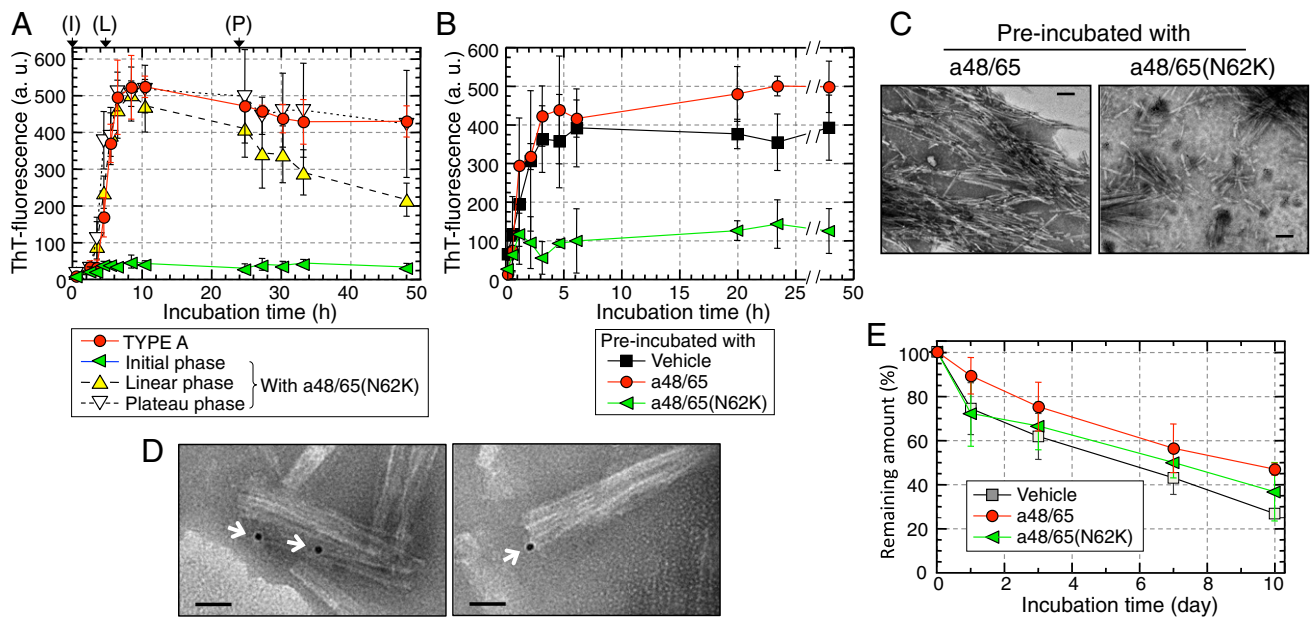 A
(I)
(L)
(P)
ThT-fluorescence (a. u.)
600
500
400
300
200
100
0
0
10
20
30
40
50
Incubation time (h)
TYPE A
Initial phase
Linear phase
Plateau phase
With a48/65(N62K)
B
ThT-fluorescence (a. u.)
600
500
400
300
200
100
0
0
5
10
15
20
25
50
Incubation time (h)
Pre-incubated with
Vehicle
a48/65
a48/65(N62K)
C
Pre-incubated with
a48/65
a48/65(N62K)
D
E
Remaining amount (%)
100
80
60
40
20
0
0
2
4
6
8
10
Incubation time (day)
Vehicle
a48/65
a48/65(N62K)